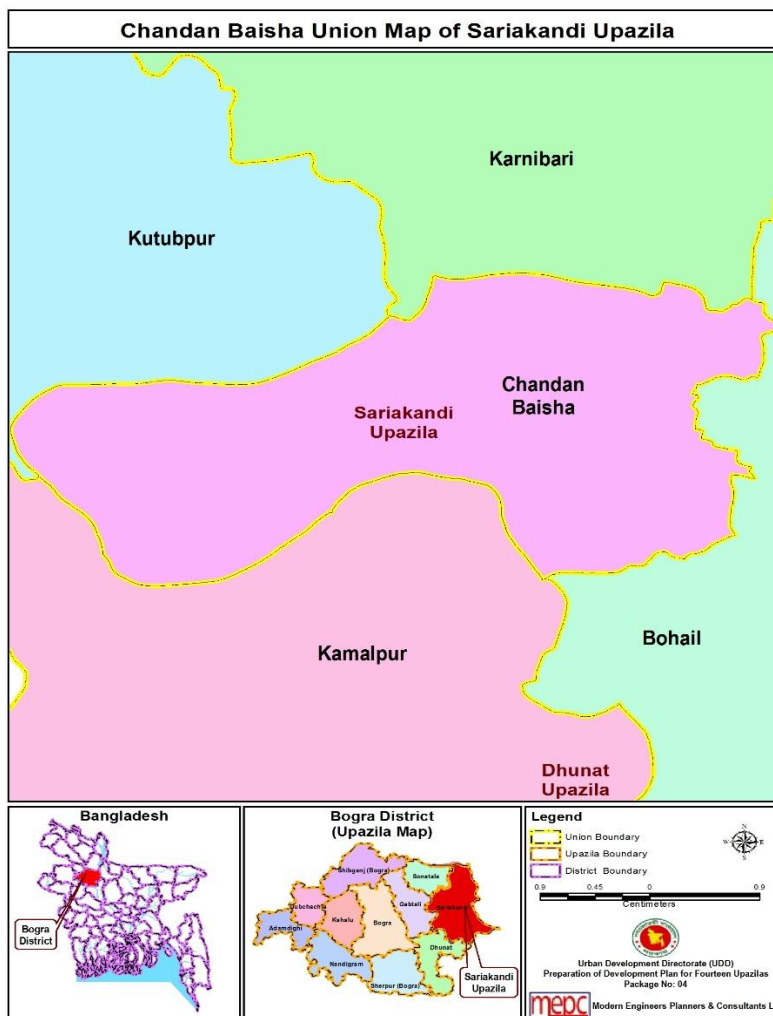 Chandan Baisha Union Map of Sariakandi Upazila
Karnibari
Kutubpur
Chandan
Baisha
Sariakandi
Upazila
Kamalpur
Bohail
Dhunat
Upazila
Bangladesh
Bogra
District
Bogra District
(Upazila Map)
Shibganj (Bogra)
Sonatala
Sariakandi
Gabtali
Kahalu
Bogra
Adamdighi
Dhunat
Nandigram
Sherpur (Bogra)
Sariakandi
Upazila
Legend
Union Boundary
Upazila Boundary
District Boundary
N
W E
S
0.9 0.45 0 0.9
Centimeters
Urban Development Directorate (UDD)
Preparation of Development Plan for Fourteen Upazilas
Package No: 04
mepc Modern Engineers Planners & Consultants L